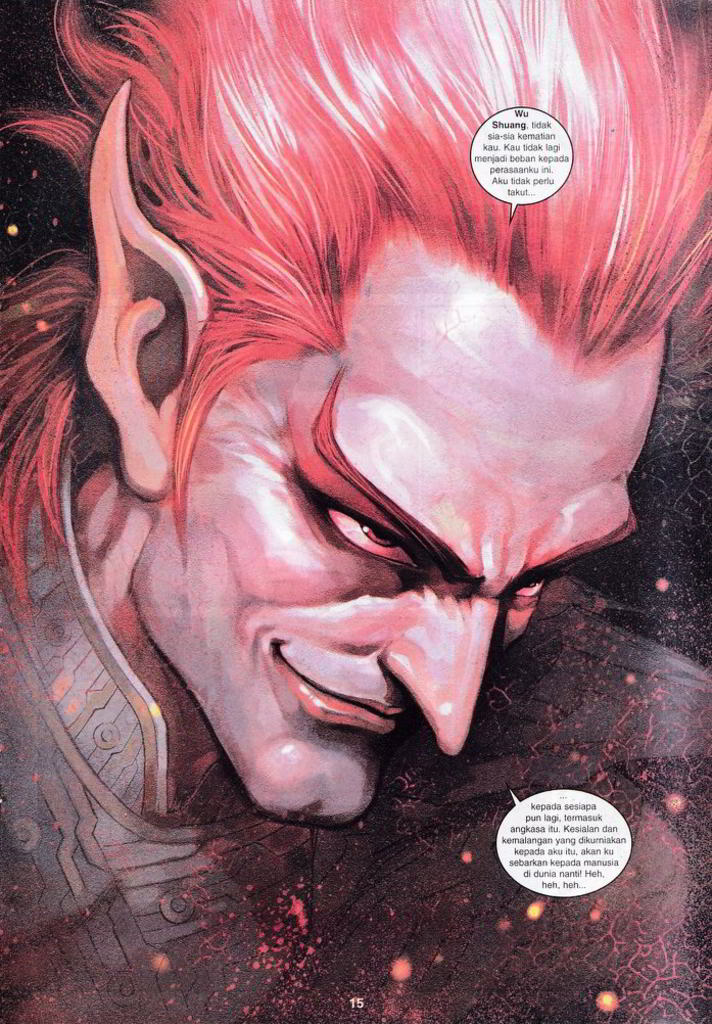 Wu
Shuang, tidak
sia-sia kematian
kau. Kau tidak lagi
menjadi beban kepada
perasaanku ini.
Aku tidak perlu
takut...
...
kepada sesiapa
pun lagi, termasuk
angkasa itu. Kesialan dan
kemalangan yang dikurniakan
kepada aku itu, akan ku
sebarkan kepada manusia
di dunia nanti! Heh,
heh, heh...
15